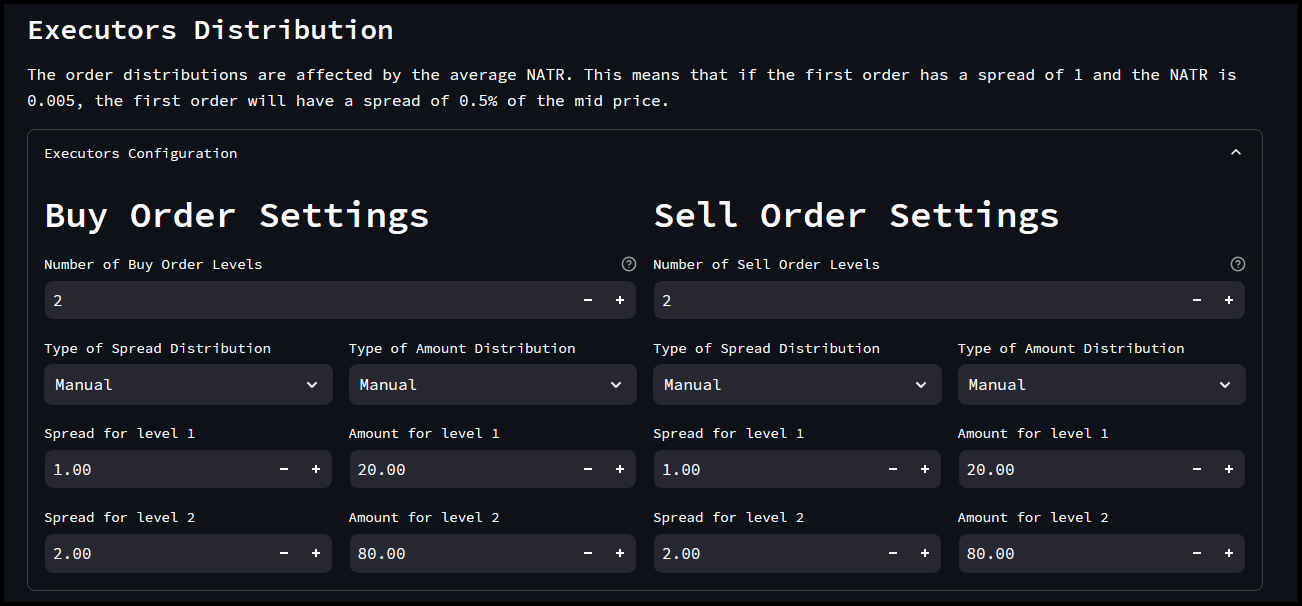 Executors Distribution
The order distributions are affected by the average NATR. This means that if the first order has a spread of 1 and the NATR is
0.005, the first order will have a spread of 0.5% of the mid price.
Executors Configuration
Buy Order Settings
Number of Buy Order Levels
2
Type of Spread Distribution
Type of Amount Distribution
Manual
Manual
Spread for level 1
Amount for level 1
1.00
20.00
Spread for level 2
Amount for level 2
2.00
80.00
Sell Order Settings
Number of Sell Order Levels
2
Type of Spread Distribution
Type of Amount Distribution
Manual
Manual
Spread for level 1
Amount for level 1
1.00
20.00
Spread for level 2
Amount for level 2
2.00
80.00